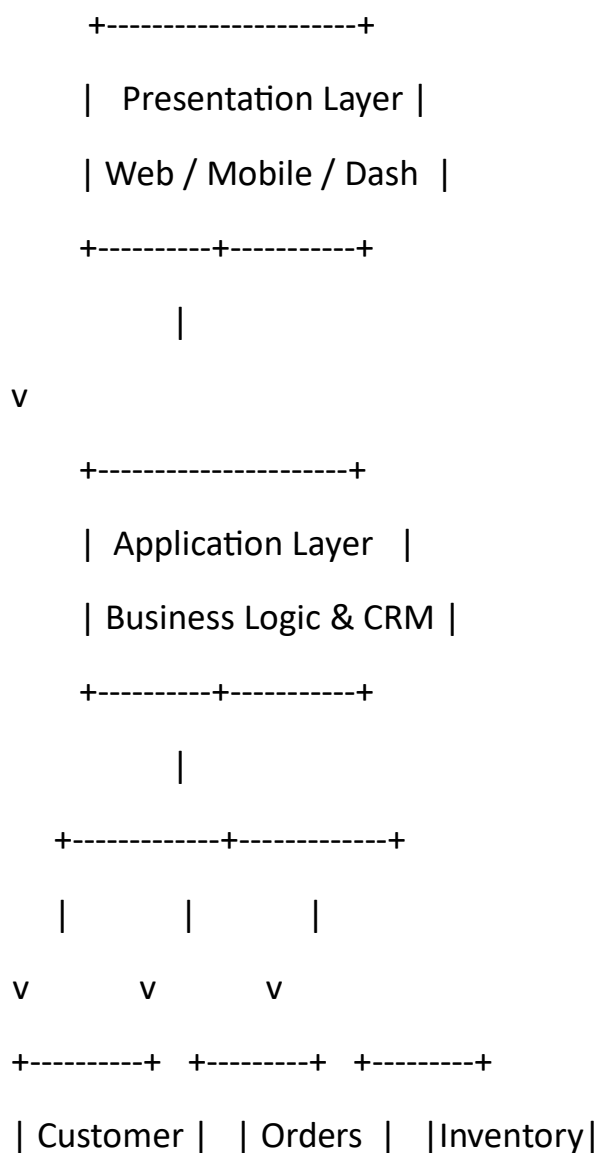 +----------------------+
|   Presentation Layer |
| Web / Mobile / Dash  |
+----------+-----------+
|
v
+----------------------+
|  Application Layer   |
| Business Logic & CRM |
+----------+-----------+
|
+-------------+-------------+
|             |             |
v             v             v
+----------+   +---------+   +---------+
| Customer |   | Orders  |   |Inventory|